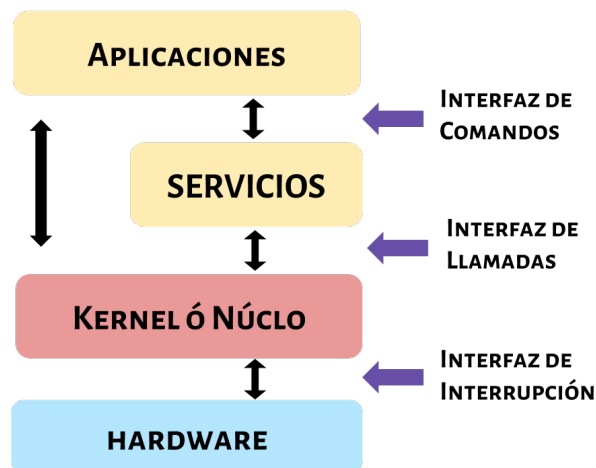 Aplicaciones
Interfaz de
Comandos
SERVICIOS
Interfaz de
Llamadas
Kernel ó Núclo
Interfaz de
Interrupción
HARDWARE